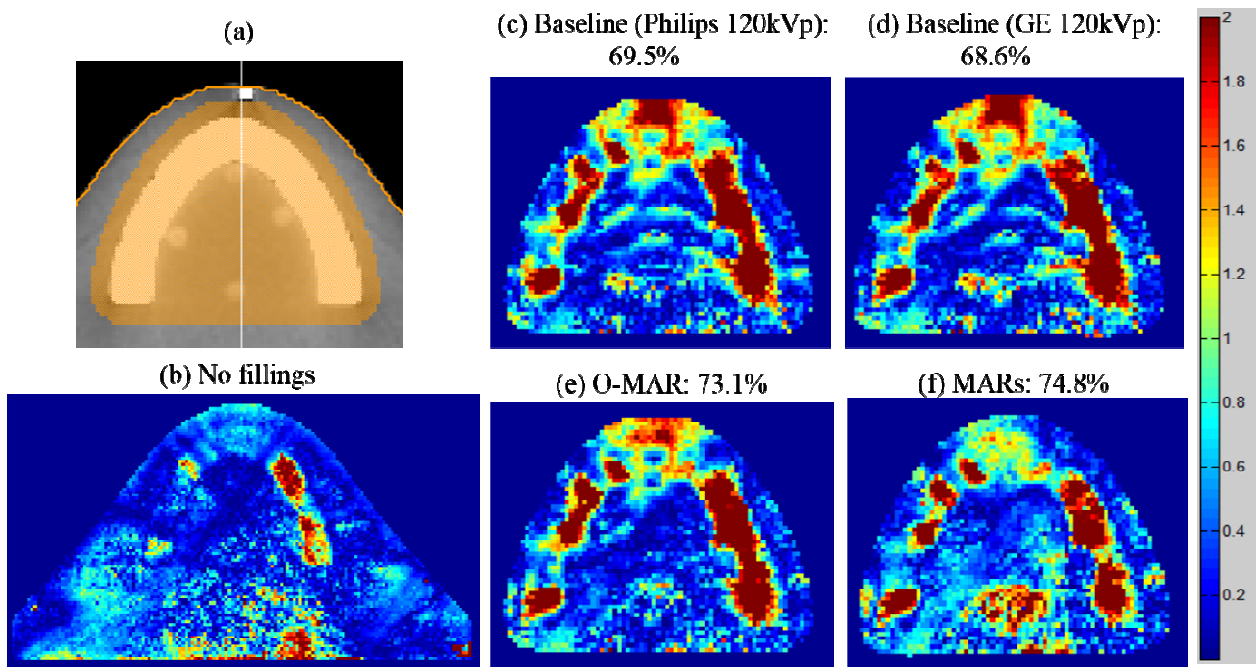 (a)
(c) Baseline (Philips 120kVp):
69.5%
(d) Baseline (GE 120kVp):
68.6%
2
1.8
1.6
1.4
1.2
1
0.8
0.6
0.4
0.2
(b) No fillings
(e) O-MAR: 73.1%
(f) MARs: 74.8%